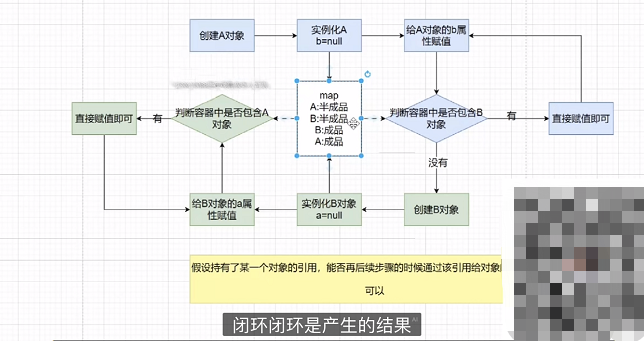 创建A对象
实例化A
b=null
给A对象的b属
性赋值
map
A:半成品
B:半成品
B:成品
A:成品
直接赋值即可
有
判断容器中是否包含A
对象
判断容器中是否包含B
对象
有
直接赋值即可
没有
给B对象的a属
性赋值
实例化B对象
a=null
创建B对象
假设持有了某一个对象的引用，能否再后续步骤的时候通过该引用给对象
可以
闭环闭环是产生的结果